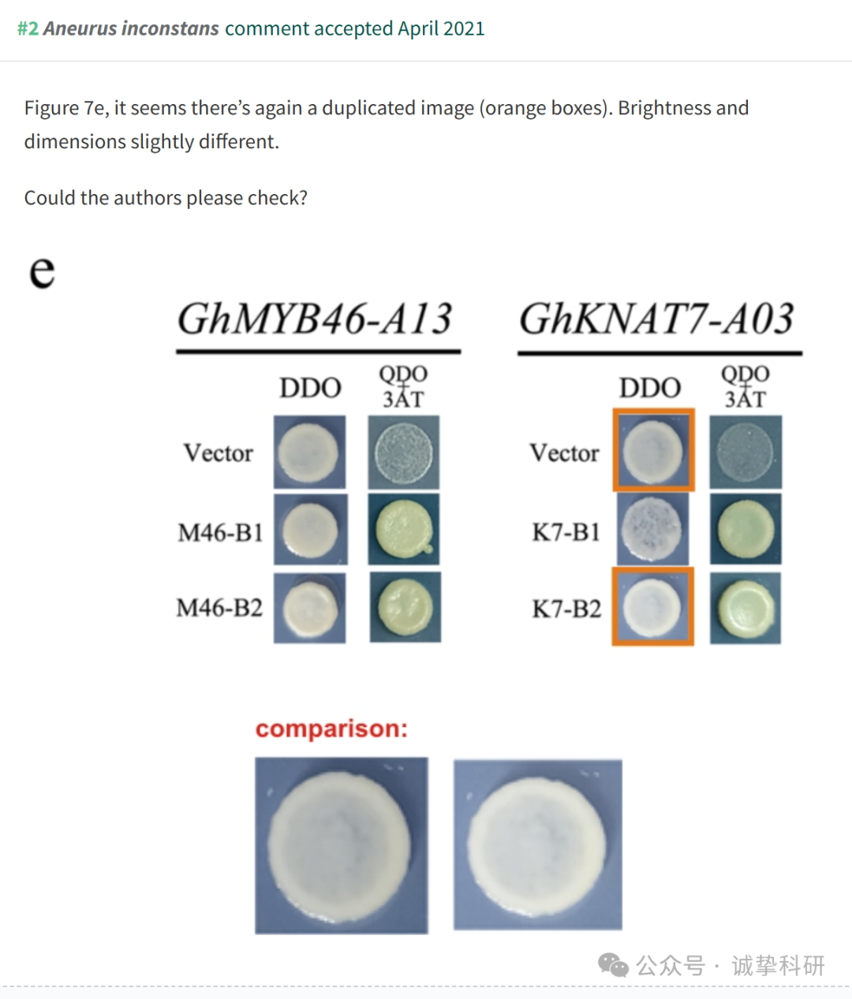 #2 Aneurus inconstans comment accepted April 2021
Figure 7e, it seems there’s again a duplicated image (orange boxes). Brightness and
dimensions slightly different.
Could the authors please check?
e
GhMYB46-A13 GhKNAT7-A03
DDO QDO + 3AT DDO QDO + 3AT
Vector Vector
M46-B1 K7-B1
M46-B2 K7-B2
comparison:
公众号 · 诚挚科研